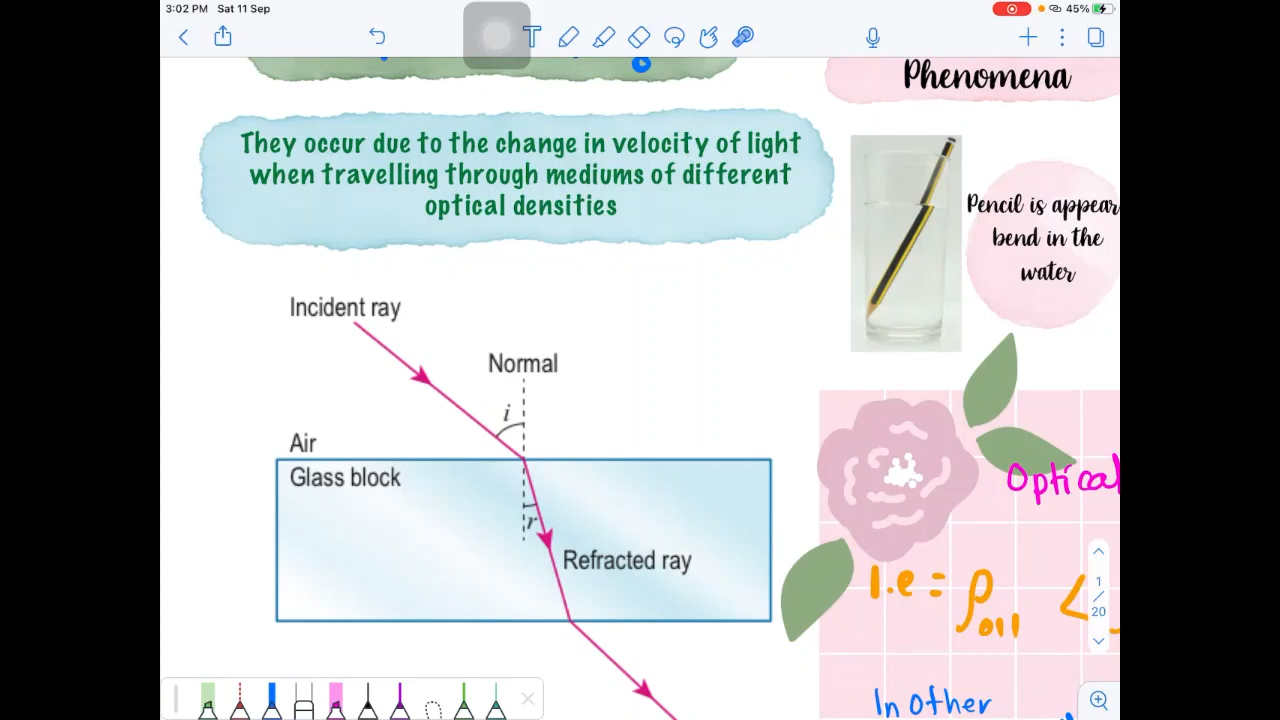 3:02 PM Sat 11 Sep
45%
Phenomena
They occur due to the change in velocity of light
when travelling through mediums of different
optical densities
Pencil is appear
bend in the
water
Incident ray
Normal
i
Air
Glass block
r
Refracted ray
Optical
I.e = ρoil <
1
/
20
In Other